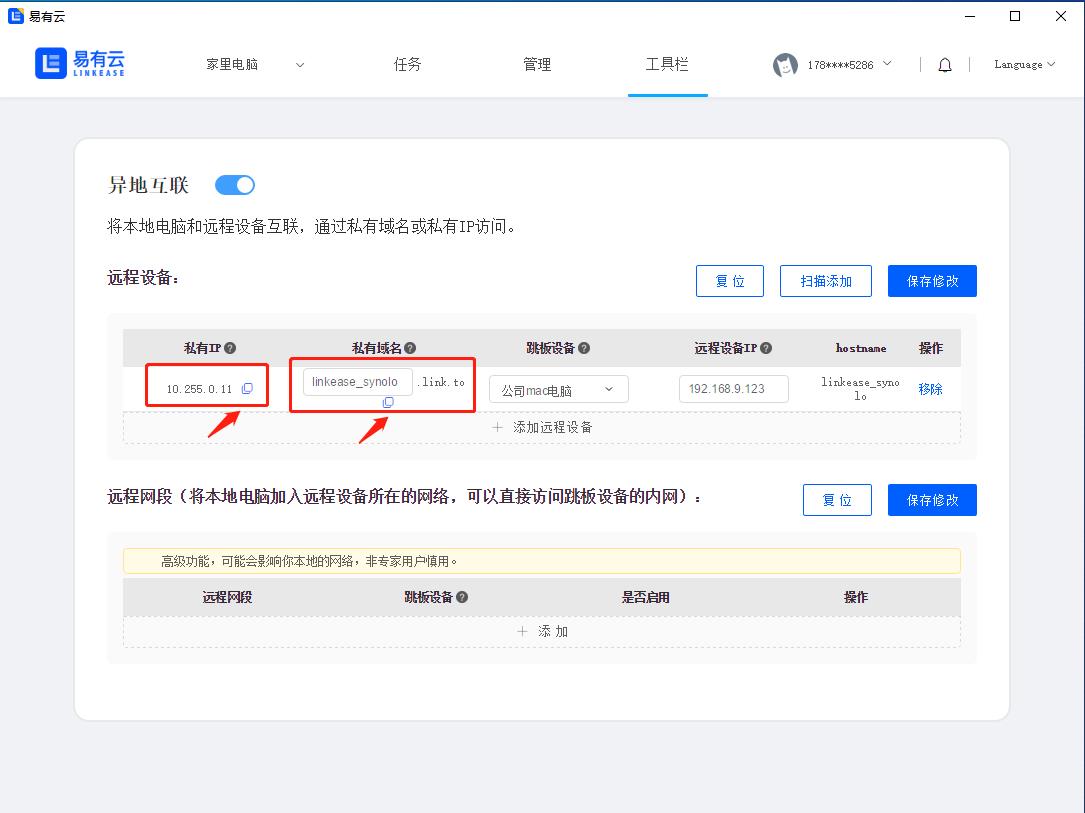 易有云
易有云
LINKEASE
家里电脑
任务
管理
工具栏
178****5286
Language
异地互联
将本地电脑和远程设备互联，通过私有域名或私有IP访问。
远程设备：
复 位
扫描添加
保存修改
私有IP
私有域名
跳板设备
远程设备IP
hostname
操作
10.255.0.11
linkease_synolo
.link.to
公司mac电脑
192.168.9.123
linkease_syno
lo
移除
+ 添加远程设备
远程网段（将本地电脑加入远程设备所在的网络，可以直接访问跳板设备的内网）：
复 位
保存修改
高级功能，可能会影响你本地的网络，非专家用户慎用。
远程网段
跳板设备
是否启用
操作
+ 添 加